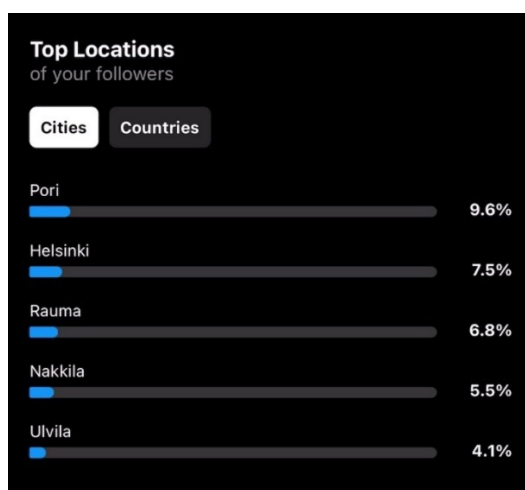 Top Locations
of your followers
Cities Countries
Pori
9.6%
Helsinki
7.5%
Rauma
6.8%
Nakkila
5.5%
Ulvila
4.1%